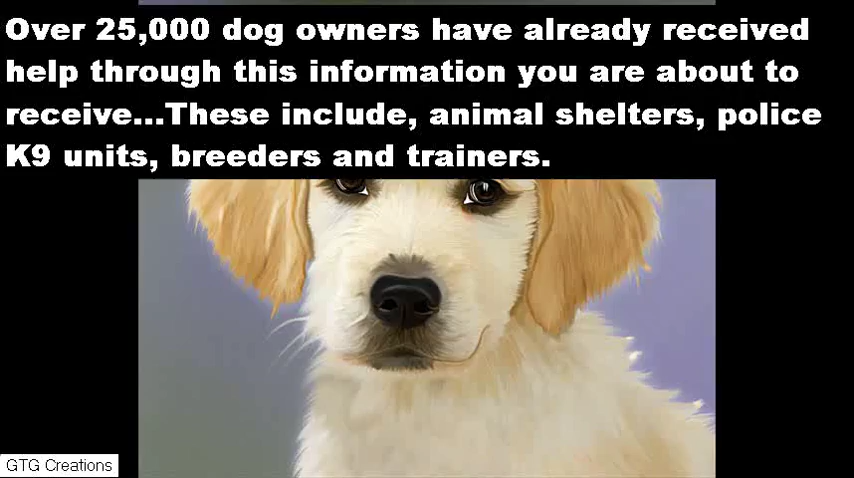 Over 25,000 dog owners have already received
help through this information you are about to
receive...These include, animal shelters, police
K9 units, breeders and trainers.
GTG Creations